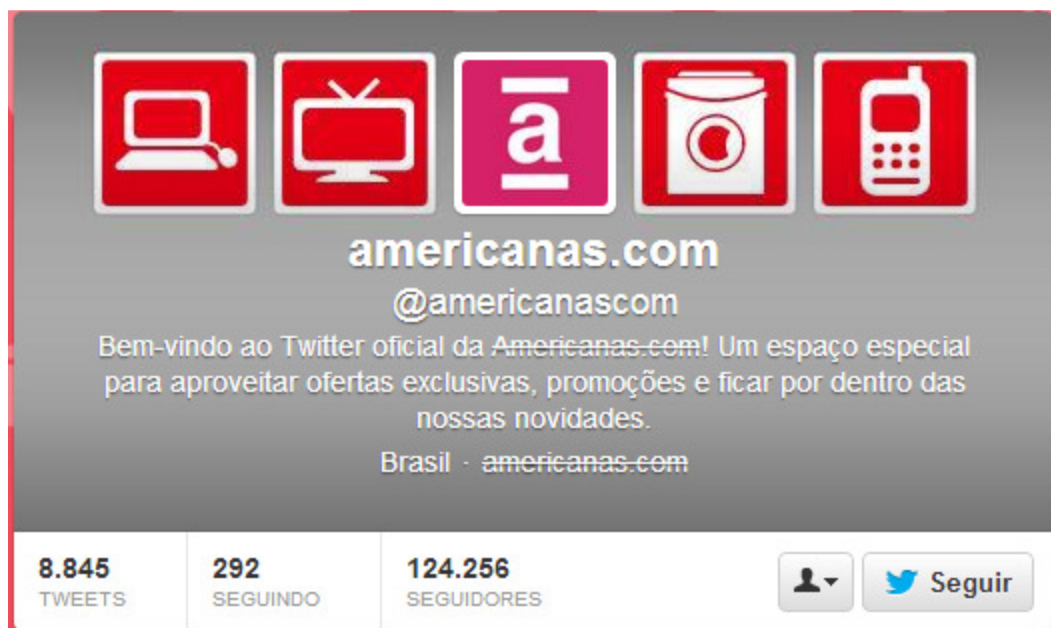 a
americanas.com
@americanascom
Bem-vindo ao Twitter oficial da Americanas.com! Um espaço especial
para aproveitar ofertas exclusivas, promoções e ficar por dentro das
nossas novidades.
Brasil · americanas.com
8.845 292 124.256
TWEETS SEGUINDO SEGUIDORES
Seguir